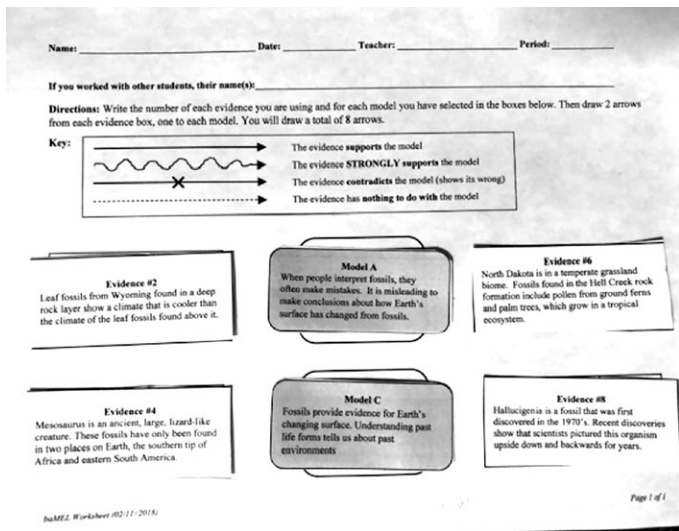 Name: ____________ Date: ____________ Teacher: ____________ Period: ____________
If you worked with other students, their name(s): ____________
Directions: Write the number of each evidence you are using and for each model you have selected in the boxes below. Then draw 2 arrows
from each evidence box, one to each model. You will draw a total of 8 arrows.
Key:
The evidence supports the model
The evidence STRONGLY supports the model
The evidence contradicts the model (shows its wrong)
The evidence has nothing to do with the model
Evidence #2
Leaf fossils from Wyoming found in a deep
rock layer show a climate that is cooler than
the climate of the leaf fossils found above it.
Model A
When people interpret fossils, they
often make mistakes. It is misleading to
make conclusions about how Earth's
surface has changed from fossils.
Evidence #6
North Dakota is in a temperate grassland
biome. Fossils found in the Hell Creek rock
formation include pollen from ground ferns
and palm trees, which grow in a tropical
ecosystem.
Evidence #4
Mesosaurus is an ancient, large, lizard-like
creature. These fossils have only been found
in two places on Earth, the southern tip of
Africa and eastern South America.
Model C
Fossils provide evidence for Earth's
changing surface. Understanding past
life forms tells us about past
environments
Evidence #8
Hallucigenia is a fossil that was first
discovered in the 1970's. Recent discoveries
show that scientists pictured this organism
upside down and backwards for years.
baMEL Worksheet (02/11/2018)
Page 1 of 1